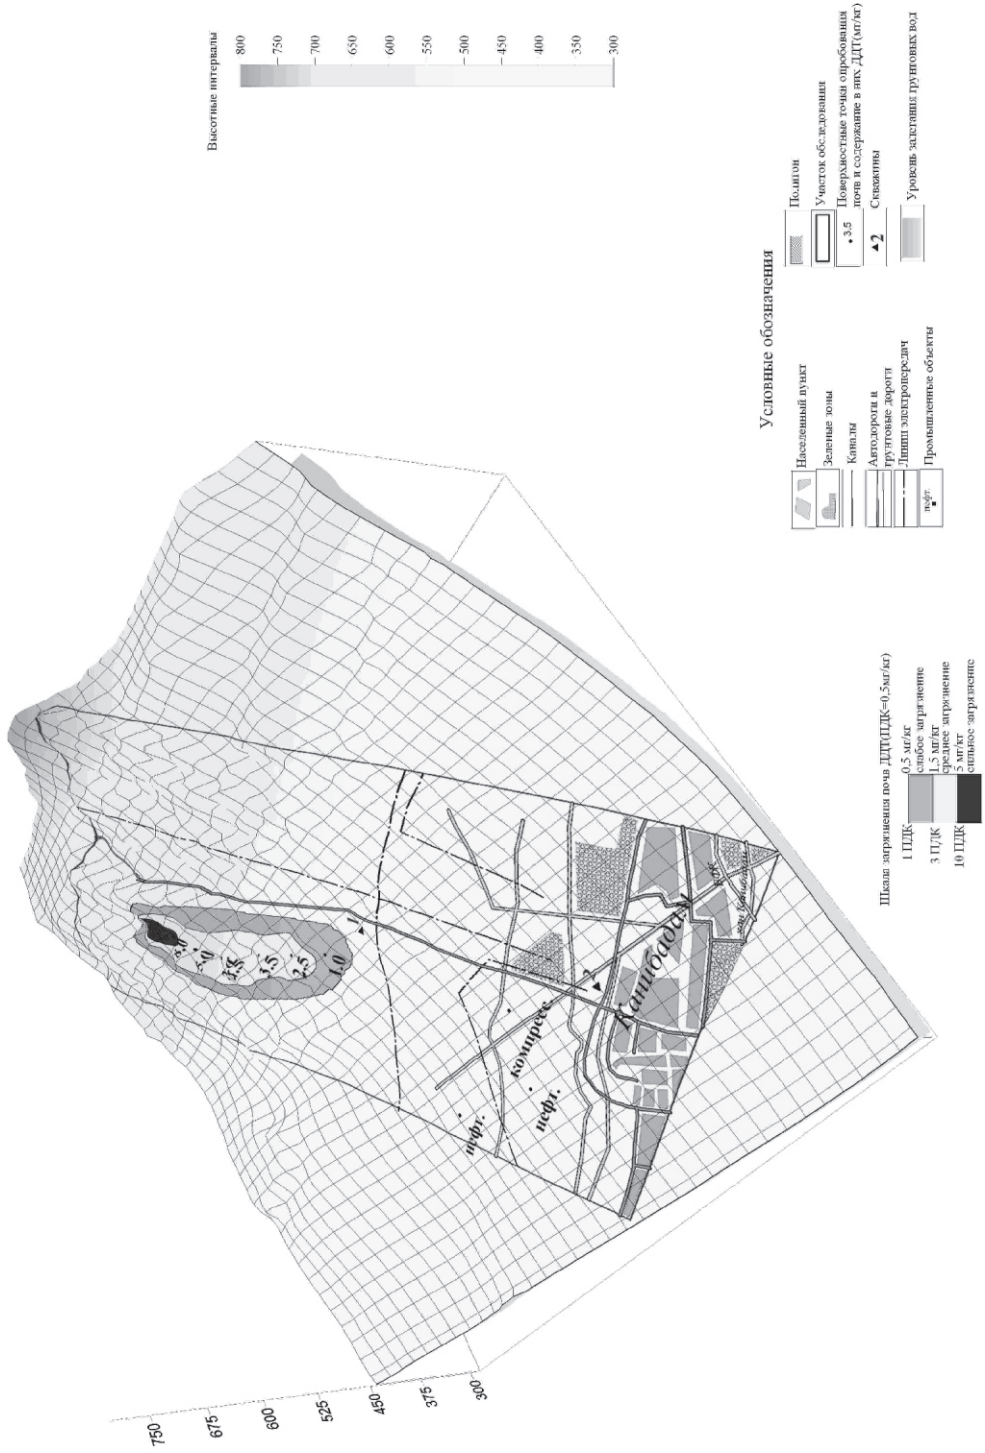 Высотные интервалы
800
750
700
650
600
550
500
450
400
350
300
750
675
600
525
450
375
300
5.0
3.5
2.5
1.0
1
2
нефт.
компресс.
нефт.
Канибадам
Условные обозначения
Населенный пункт
Зеленые зоны
Каналы
Автодороги и
грунтовые дороги
Линии электропередач
нефт.
Промышленные объекты
Полигон
Участок обследования
3.5
Поверхностные точки опробования
почв и содержание в них ДДТ(мг/кг)
2
Скважины
Уровень залегания грунтовых вод
Шкала загрязнения почв ДДТ(ПДК=0,5мг/кг)
1 ПДК
0,5 мг/кг
слабое загрязнение
3 ПДК
1,5 мг/кг
среднее загрязнение
10 ПДК
5 мг/кг
сильное загрязнение